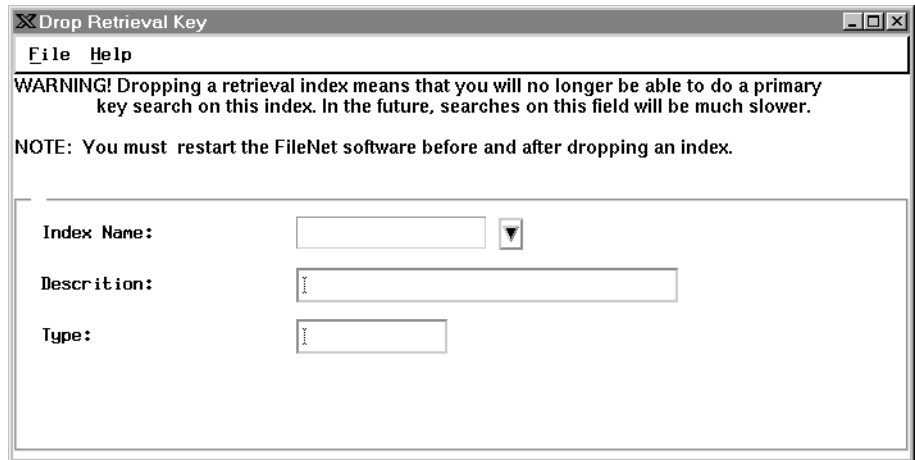 Drop Retrieval Key
File Help
WARNING! Dropping a retrieval index means that you will no longer be able to do a primary
key search on this index. In the future, searches on this field will be much slower.
NOTE: You must restart the FileNet software before and after dropping an index.
Index Name:
Descrition:
Type: